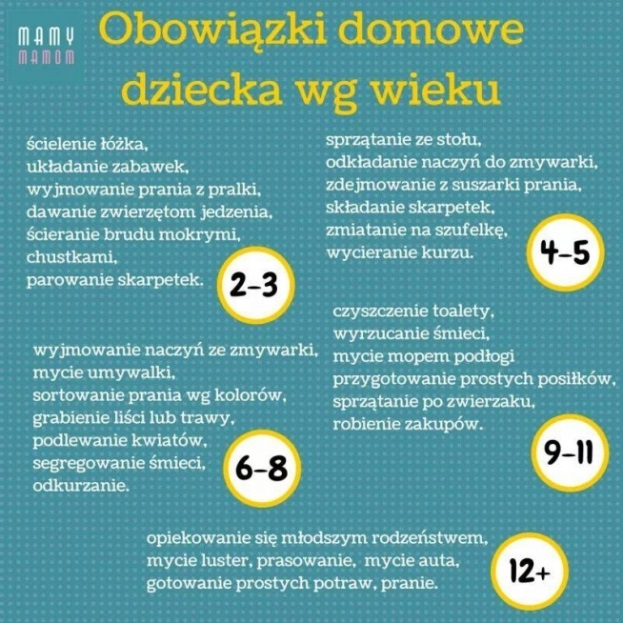 MAMY
MAMOM
Obowiązki domowe
dziecka wg wieku
ścielenie łóżka,
układanie zabawek,
wyjmowanie prania z pralki,
dawanie zwierzętom jedzenia,
ścieranie brudu mokrymi,
chustkami,
parowanie skarpetek.
2-3
sprzątanie ze stołu,
odkładanie naczyń do zmywarki,
zdejmowanie z suszarki prania,
składanie skarpetek,
zmiatanie na szufelkę,
wycieranie kurzu.
4-5
wyjmowanie naczyń ze zmywarki,
mycie umywalki,
sortowanie prania wg kolorów,
grabienie liści lub trawy,
podlewanie kwiatów,
segregowanie śmieci,
odkurzanie.
6-8
czyszczenie toalety,
wyrzucanie śmieci,
mycie mopem podłogi
przygotowanie prostych posiłków,
sprzątanie po zwierzaku,
robienie zakupów.
9-11
opiekowanie się młodszym rodzeństwem,
mycie luster, prasowanie, mycie auta,
gotowanie prostych potraw, pranie.
12+